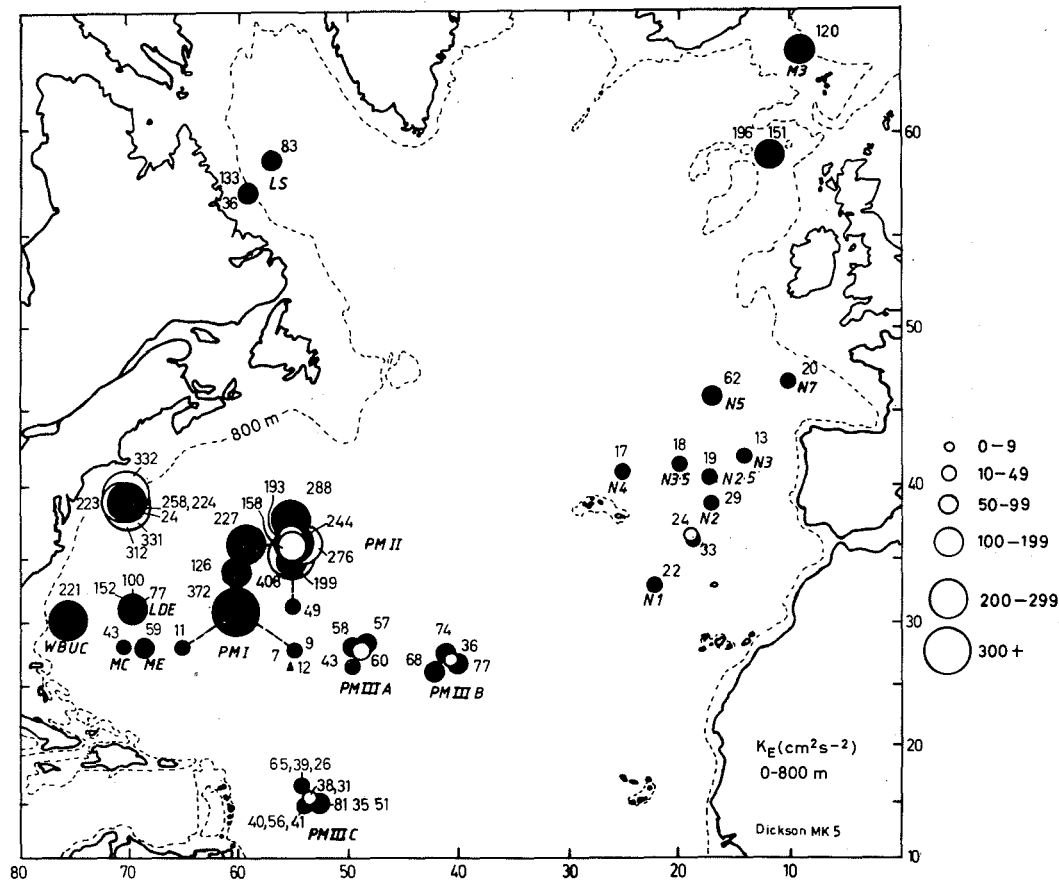 120
M3
60
196 151
83
LS
133
36
50
20
N7
62
N5
800 m
17
N4
18
N3·5
19
N2·5
13
N3
29
N2
24
33
22
N1
40
332
223
258, 224
24
331
312
193
158
288
227
244
PM II
276
126
406
199
372
49
221
WBUC
152
100
77
LDE
30
43
MC
59
ME
11
PM I
9
7
12
58
57
43
60
PM III A
74
36
68
77
PM III B
20
65, 39, 26
38, 31
81 35 51
40, 56, 41
PM III C
KE (cm²s⁻²)
0-800 m
Dickson MK 5
10
80
70
60
50
40
30
20
10
0-9
10-49
50-99
100-199
200-299
300+